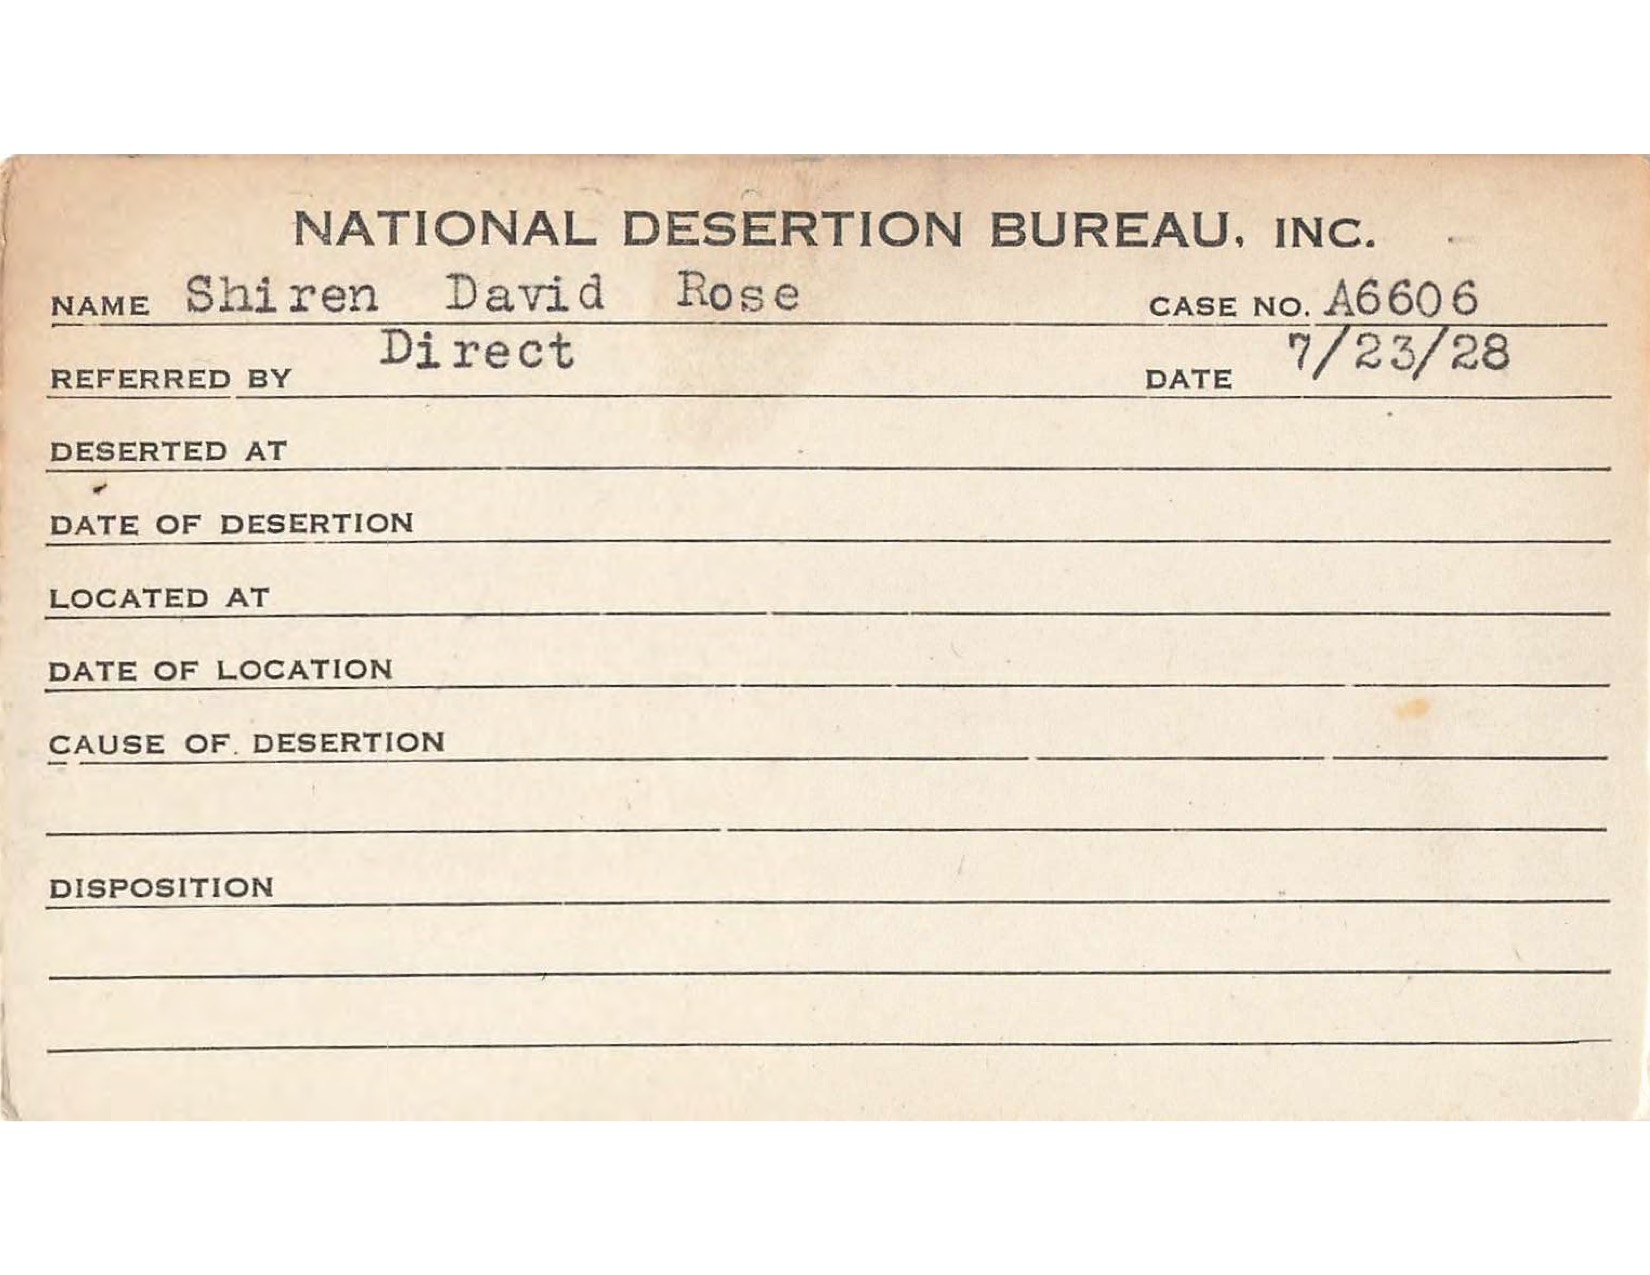 NATIONAL DESERTION BUREAU, INC.
NAME Shiren David Rose CASE NO. A6606
REFERRED BY Direct DATE 7/23/28
DESERTED AT
DATE OF DESERTION
LOCATED AT
DATE OF LOCATION
CAUSE OF DESERTION
DISPOSITION